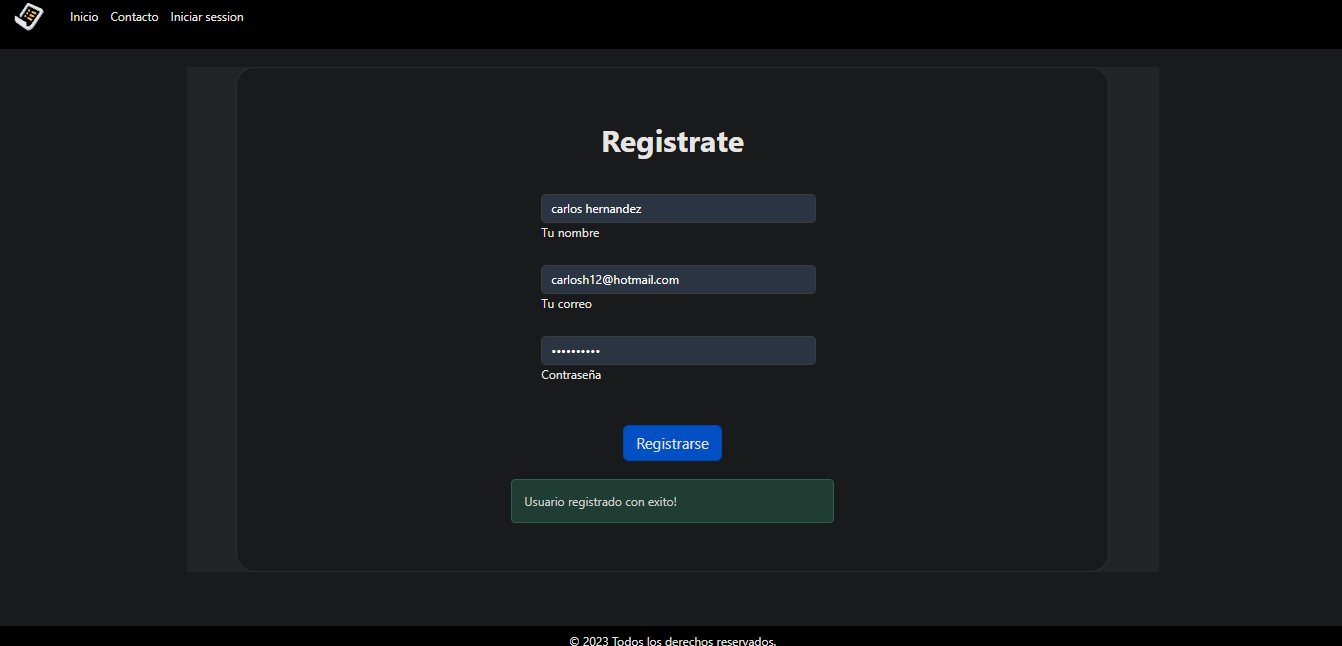 Inicio Contacto Iniciar session
Registrate
carlos hernandez
Tu nombre
carlosh12@hotmail.com
Tu correo
••••••••••
Contraseña
Registrarse
Usuario registrado con exito!
© 2023 Todos los derechos reservados.